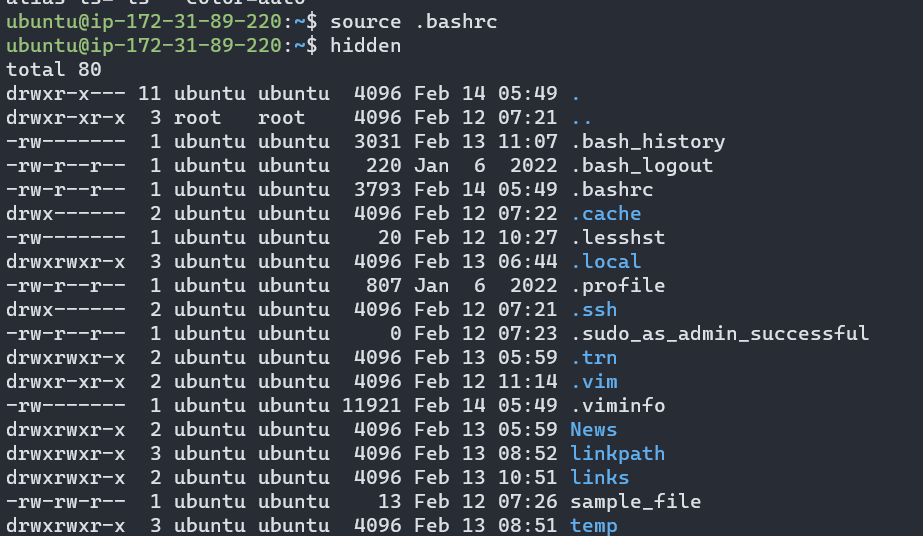 alias ls='ls --color=auto'
ubuntu@ip-172-31-89-220:~$ source .bashrc
ubuntu@ip-172-31-89-220:~$ hidden
total 80
drwxr-x--- 11 ubuntu ubuntu  4096 Feb 14 05:49 .
drwxr-xr-x  3 root   root    4096 Feb 12 07:21 ..
-rw-------  1 ubuntu ubuntu  3031 Feb 13 11:07 .bash_history
-rw-r--r--  1 ubuntu ubuntu   220 Jan  6  2022 .bash_logout
-rw-r--r--  1 ubuntu ubuntu  3793 Feb 14 05:49 .bashrc
drwx------  2 ubuntu ubuntu  4096 Feb 12 07:22 .cache
-rw-------  1 ubuntu ubuntu    20 Feb 12 10:27 .lesshst
drwxrwxr-x  3 ubuntu ubuntu  4096 Feb 13 06:44 .local
-rw-r--r--  1 ubuntu ubuntu   807 Jan  6  2022 .profile
drwx------  2 ubuntu ubuntu  4096 Feb 12 07:21 .ssh
-rw-r--r--  1 ubuntu ubuntu     0 Feb 12 07:23 .sudo_as_admin_successful
drwxrwxr-x  2 ubuntu ubuntu  4096 Feb 13 05:59 .trn
drwxr-xr-x  2 ubuntu ubuntu  4096 Feb 12 11:14 .vim
-rw-------  1 ubuntu ubuntu 11921 Feb 14 05:49 .viminfo
drwxrwxr-x  2 ubuntu ubuntu  4096 Feb 13 05:59 News
drwxrwxr-x  3 ubuntu ubuntu  4096 Feb 13 08:52 linkpath
drwxrwxr-x  2 ubuntu ubuntu  4096 Feb 13 10:51 links
-rw-rw-r--  1 ubuntu ubuntu    13 Feb 12 07:26 sample_file
drwxrwxr-x  3 ubuntu ubuntu  4096 Feb 13 08:51 temp